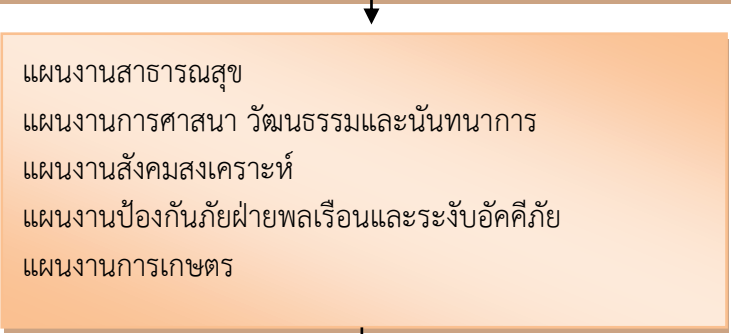 แผนงานสาธารณสุข
แผนงานการศาสนา วัฒนธรรมและนันทนาการ
แผนงานสังคมสงเคราะห์
แผนงานป้องกันภัยฝ่ายพลเรือนและระงับอัคคีภัย
แผนงานการเกษตร